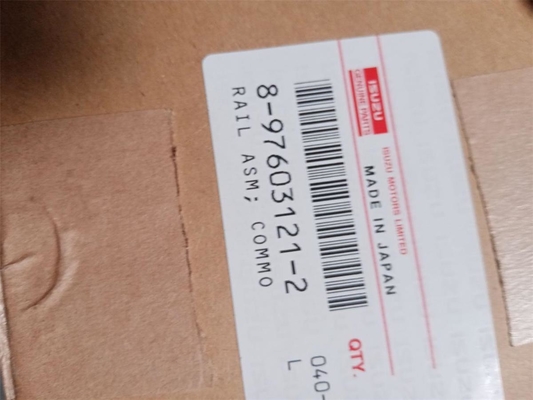 ISUZU
GENUINE PARTS
ISUZU MOTORS LIMITED
MADE IN JAPAN
8-97603121-2
RAIL ASM; COMMO
QTY.
040-
L